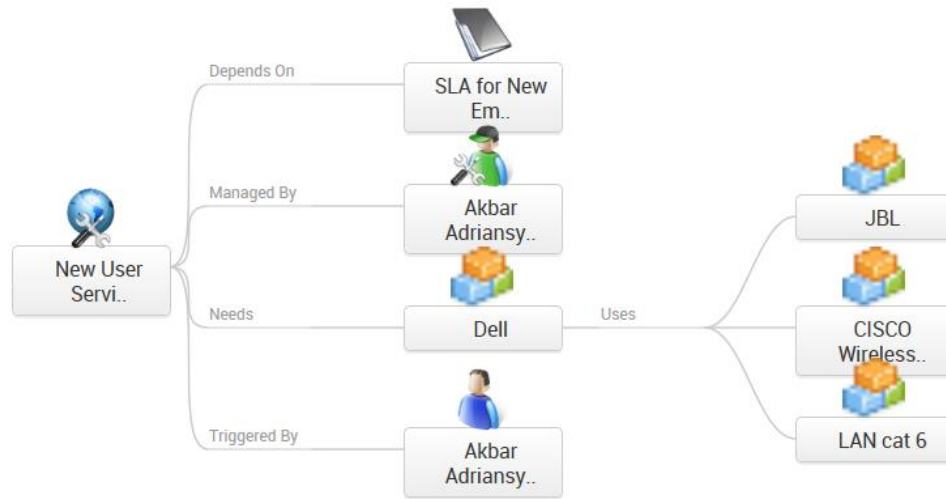 Depends On
SLA for New
Em..
Managed By
Akbar
Adriansy..
JBL
New User
Servi..
Needs
Dell
Uses
CISCO
Wireless..
Triggered By
Akbar
Adriansy..
LAN cat 6